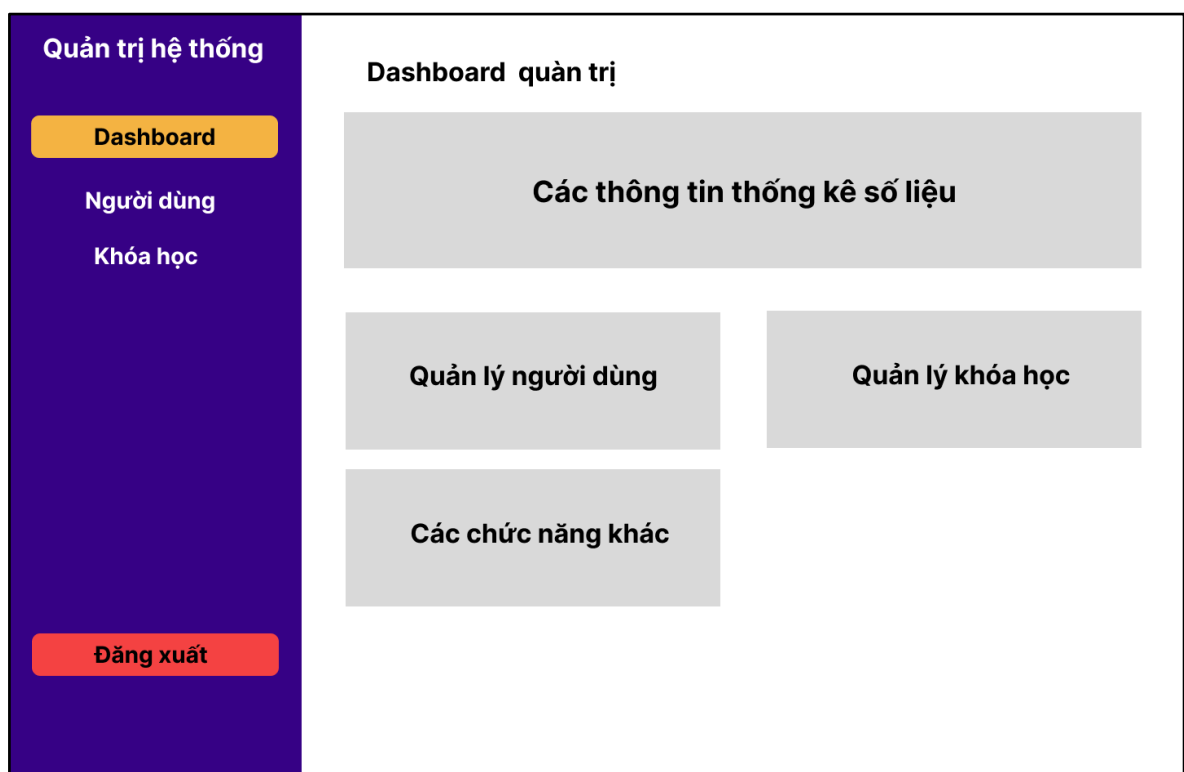 Quản trị hệ thống
Dashboard
Người dùng
Khóa học
Đăng xuất
Dashboard quàn trị
Các thông tin thống kê số liệu
Quản lý người dùng
Quản lý khóa học
Các chức năng khác